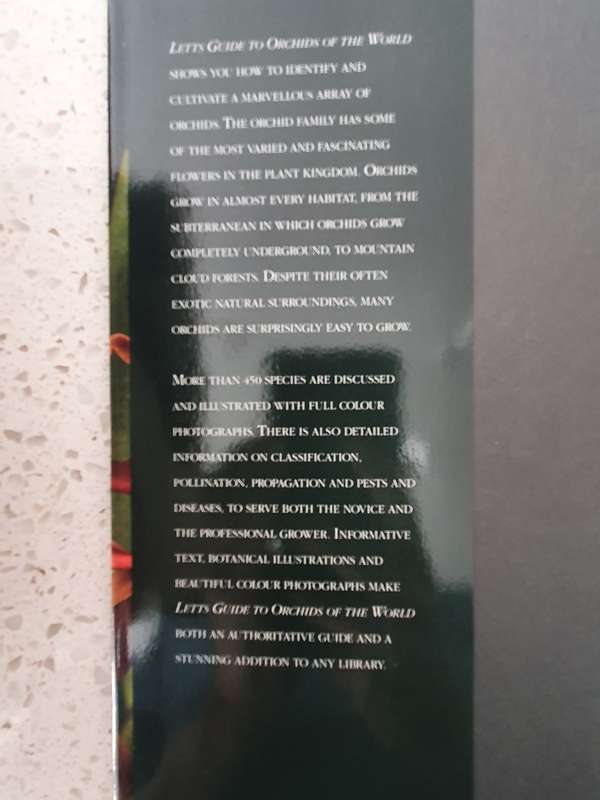 Letts Guide to Orchids of the World
shows you how to identify and
cultivate a marvellous array of
orchids. The orchid family has some
of the most varied and fascinating
flowers in the plant kingdom. Orchids
grow in almost every habitat, from the
subterranean in which orchids grow
completely underground, to mountain
cloud forests. Despite their often
exotic natural surroundings, many
orchids are surprisingly easy to grow.
More than 450 species are discussed
and illustrated with full colour
photographs. There is also detailed
information on classification,
pollination, propagation and pests and
diseases, to serve both the novice and
the professional grower. Informative
text, botanical illustrations and
beautiful colour photographs make
Letts Guide to Orchids of the World
both an authoritative guide and a
stunning addition to any library.